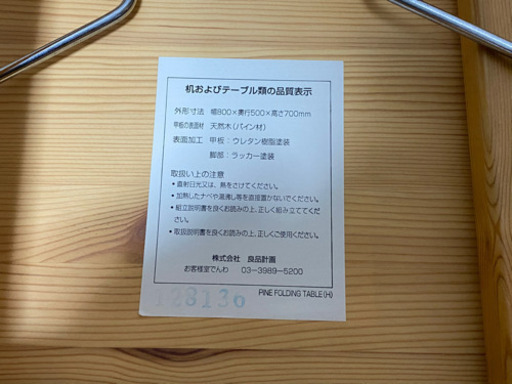 机およびテーブル類の品質表示
外形寸法 幅800×奥行500×高さ700mm
甲板の表面材 天然木(パイン材)
表面加工 甲板:ウレタン樹脂塗装
脚部:ラッカー塗装
取扱い上の注意
・直射日光又は、熱をさけてください。
・加熱したナベや湯沸し等を直接置かないでください。
・組立説明書を良くお読みの上、正しく組み立ててくだ
さい。
・取扱説明書を良くお読みの上、正しくご使用ください。
株式会社 良品計画
お客様室でんわ 03-3989-5200
128130
PINE FOLDING TABLE(H)